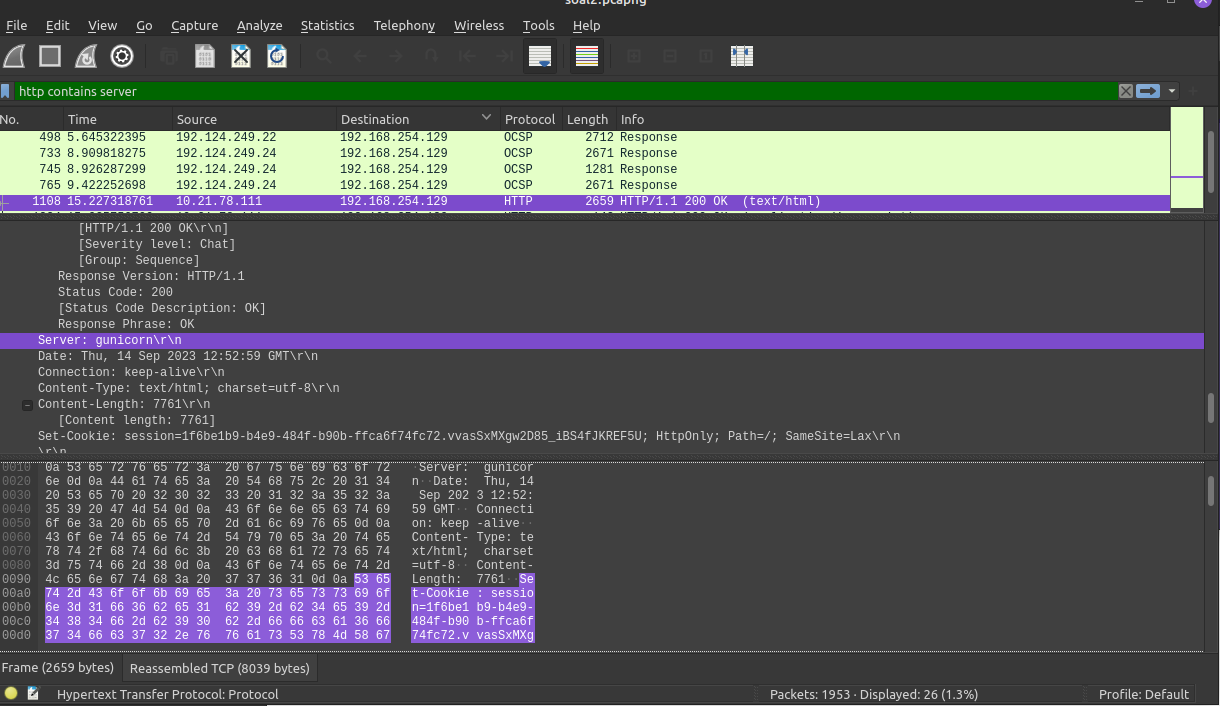 soal2.pcapng
File Edit View Go Capture Analyze Statistics Telephony Wireless Tools Help
http contains server
No. Time Source Destination Protocol Length Info
498 5.645322395 192.124.249.22 192.168.254.129 OCSP 2712 Response
733 8.909818275 192.124.249.24 192.168.254.129 OCSP 2671 Response
745 8.926287299 192.124.249.24 192.168.254.129 OCSP 1281 Response
765 9.422252698 192.124.249.24 192.168.254.129 OCSP 2671 Response
1108 15.227318761 10.21.78.111 192.168.254.129 HTTP 2659 HTTP/1.1 200 OK (text/html)
[HTTP/1.1 200 OK\r\n]
[Severity level: Chat]
[Group: Sequence]
Response Version: HTTP/1.1
Status Code: 200
[Status Code Description: OK]
Response Phrase: OK
Server: gunicorn\r\n
Date: Thu, 14 Sep 2023 12:52:59 GMT\r\n
Connection: keep-alive\r\n
Content-Type: text/html; charset=utf-8\r\n
Content-Length: 7761\r\n
[Content length: 7761]
Set-Cookie: session=1f6be1b9-b4e9-484f-b90b-ffca6f74fc72.vvasSxMXgw2D85_iBS4fJKREF5U; HttpOnly; Path=/; SameSite=Lax\r\n
\r\n
0010 0a 53 65 72 76 65 72 3a 20 67 75 6e 69 63 6f 72 ·Server: gunicor
0020 6e 0d 0a 44 61 74 65 3a 20 54 68 75 2c 20 31 34 n··Date: Thu, 14
0030 20 53 65 70 20 32 30 32 33 20 31 32 3a 35 32 3a Sep 202 3 12:52:
0040 35 39 20 47 4d 54 0d 0a 43 6f 6e 6e 65 63 74 69 59 GMT·· Connecti
0050 6f 6e 3a 20 6b 65 65 70 2d 61 6c 69 76 65 0d 0a on: keep -alive··
0060 43 6f 6e 74 65 6e 74 2d 54 79 70 65 3a 20 74 65 Content- Type: te
0070 78 74 2f 68 74 6d 6c 3b 20 63 68 61 72 73 65 74 xt/html; charset
0080 3d 75 74 66 2d 38 0d 0a 43 6f 6e 74 65 6e 74 2d =utf-8·· Content-
0090 4c 65 6e 67 74 68 3a 20 37 37 36 31 0d 0a 53 65 Length: 7761··Se
00a0 74 2d 43 6f 6f 6b 69 65 3a 20 73 65 73 73 69 6f t-Cookie : sessio
00b0 6e 3d 31 66 36 62 65 31 62 39 2d 62 34 65 39 2d n=1f6be1 b9-b4e9-
00c0 34 38 34 66 2d 62 39 30 62 2d 66 66 63 61 36 66 484f-b90 b-ffca6f
00d0 37 34 66 63 37 32 2e 76 76 61 73 53 78 4d 58 67 74fc72.v vasSxMXg
Frame (2659 bytes) Reassembled TCP (8039 bytes)
Hypertext Transfer Protocol: Protocol Packets: 1953 · Displayed: 26 (1.3%) Profile: Default